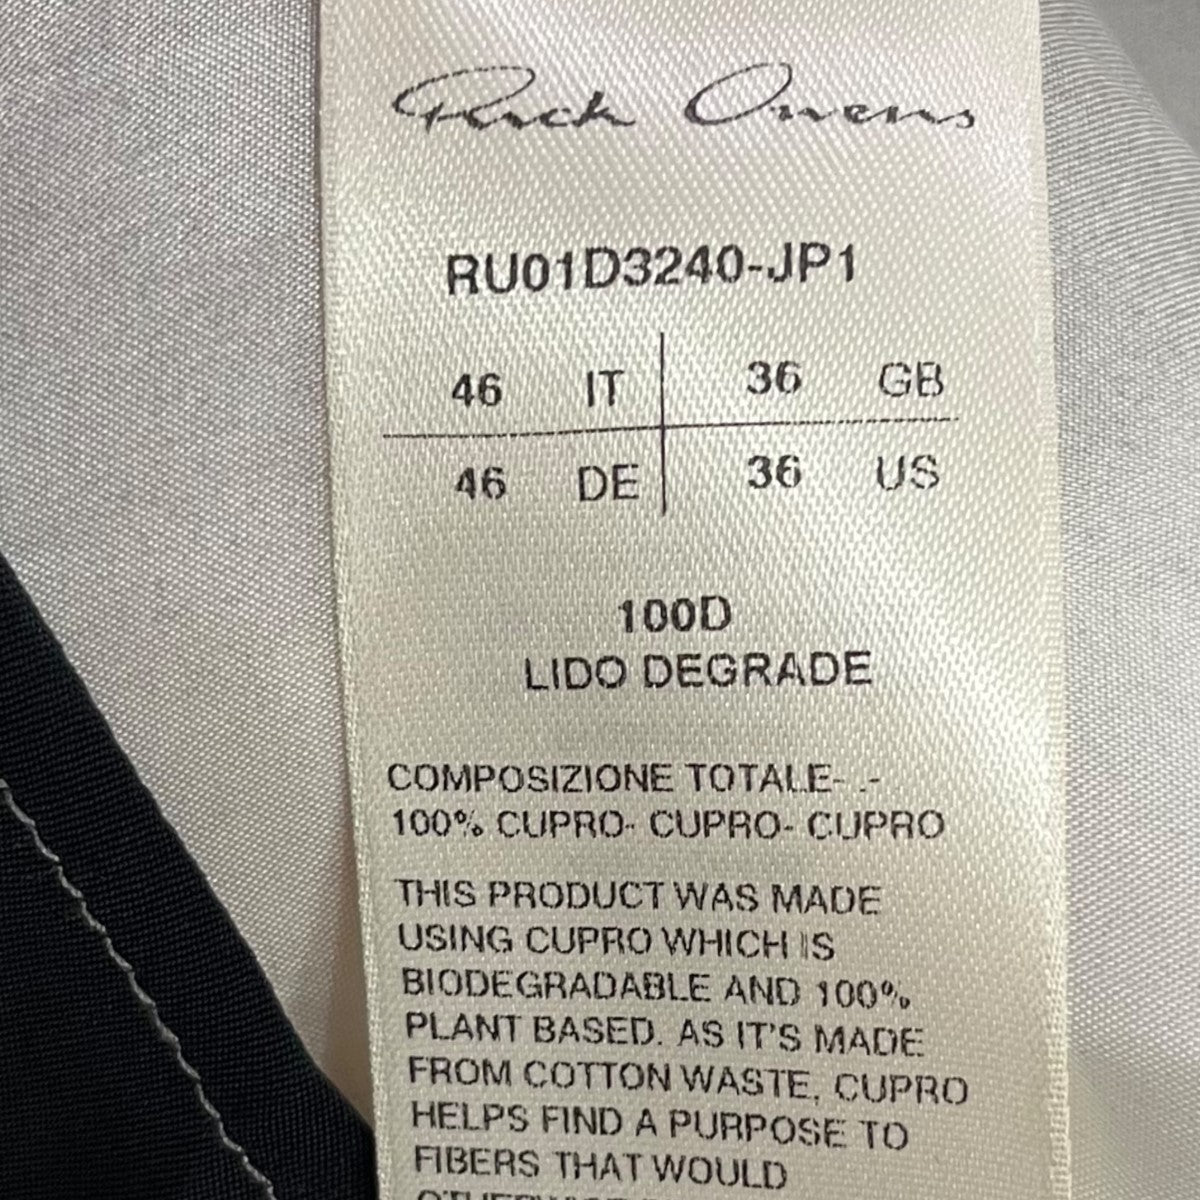 Rick Owens
RU01D3240-JP1
46 IT 36 GB
46 DE 36 US
100D
LIDO DEGRADE
COMPOSIZIONE TOTALE- .-
100% CUPRO- CUPRO- CUPRO
THIS PRODUCT WAS MADE
USING CUPRO WHICH IS
BIODEGRADABLE AND 100%
PLANT BASED. AS IT'S MADE
FROM COTTON WASTE, CUPRO
HELPS FIND A PURPOSE TO
FIBERS THAT WOULD